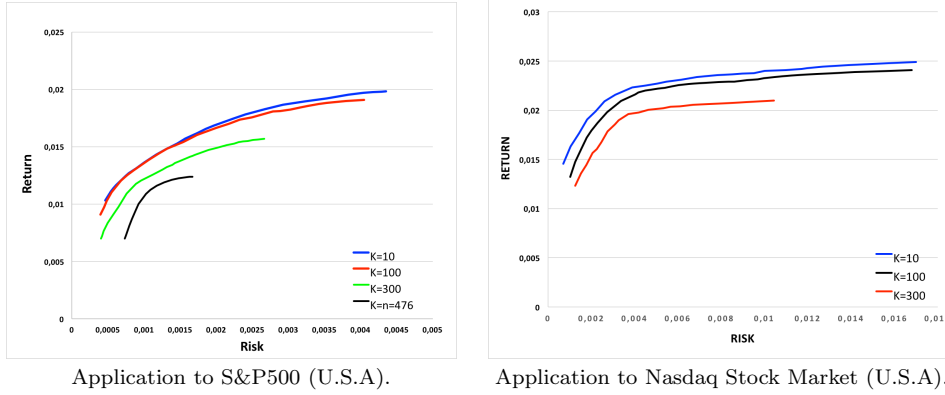 0,025
0,02
0,015
0,01
0,005
0
Return
0
0,0005
0,001
0,0015
0,002
0,0025
0,003
0,0035
0,004
0,0045
0,005
Risk
K=10
K=100
K=300
K=n=476
Application to S&P500 (U.S.A).
0,03
0,025
0,02
0,015
0,01
0,005
0
RETURN
0
0,002
0,004
0,006
0,008
0,01
0,012
0,014
0,016
RISK
K=10
K=100
K=300
Application to Nasdaq Stock Market (U.S.A).